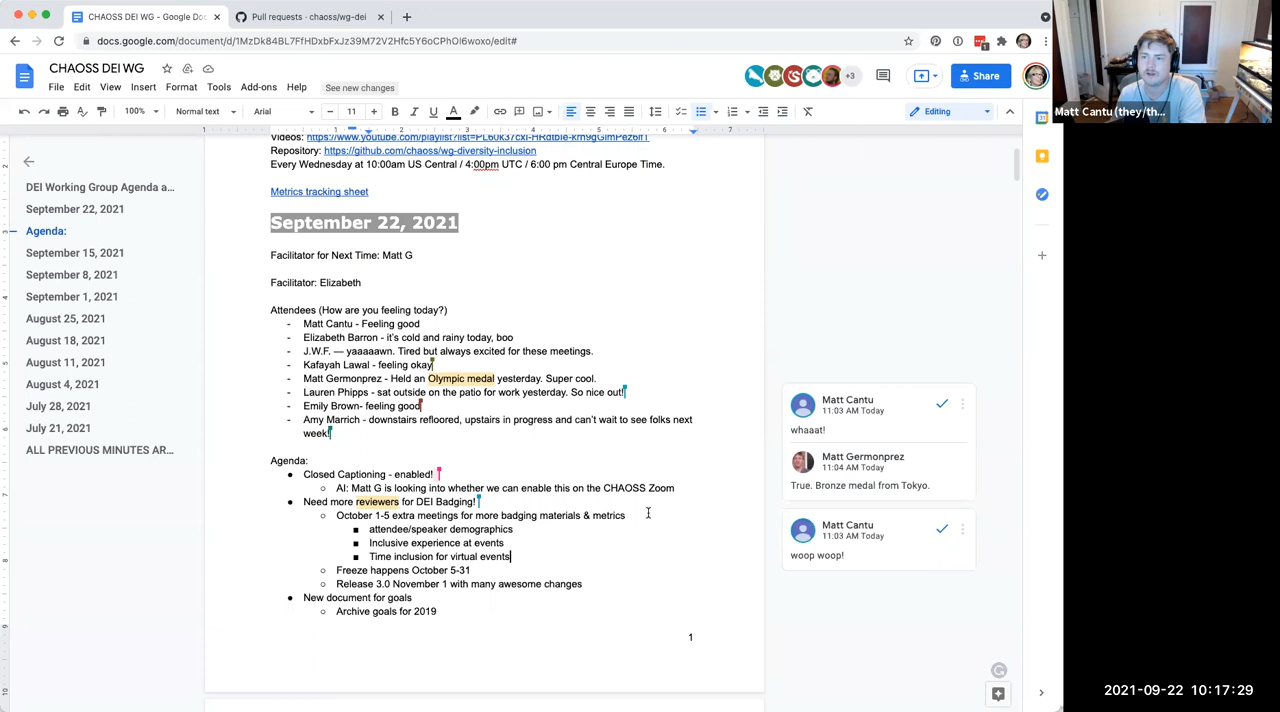 CHAOSS DEI WG - Google Doc
Pull requests · chaoss/wg-dei
docs.google.com/document/d/1MzDk84BL7FfHDxbFxJz39M72V2Hfc5Y6oCPhOl6woxo/edit#
1
CHAOSS DEI WG
File Edit View Insert Format Tools Add-ons Help
See new changes
+3
Share
100%
Normal text
Arial
11
Editing
Matt Cantu (they/th...
1 1 2 3 4 5 6 7
DEI Working Group Agenda a...
September 22, 2021
Agenda:
September 15, 2021
September 8, 2021
September 1, 2021
August 25, 2021
August 18, 2021
August 11, 2021
August 4, 2021
July 28, 2021
July 21, 2021
ALL PREVIOUS MINUTES AR...
Repository: https://github.com/chaoss/wg-diversity-inclusion
Every Wednesday at 10:00am US Central / 4:00pm UTC / 6:00 pm Central Europe Time.
Metrics tracking sheet
September 22, 2021
Facilitator for Next Time: Matt G
Facilitator: Elizabeth
Attendees (How are you feeling today?)
- Matt Cantu - Feeling good
- Elizabeth Barron - it's cold and rainy today, boo
- J.W.F. — yaaaaawn. Tired but always excited for these meetings.
- Kafayah Lawal - feeling okay
- Matt Germonprez - Held an Olympic medal yesterday. Super cool.
- Lauren Phipps - sat outside on the patio for work yesterday. So nice out!
- Emily Brown- feeling good
- Amy Marrich - downstairs refloored, upstairs in progress and can't wait to see folks next
week!
Agenda:
● Closed Captioning - enabled!
○ AI: Matt G is looking into whether we can enable this on the CHAOSS Zoom
● Need more reviewers for DEI Badging!
○ October 1-5 extra meetings for more badging materials & metrics
■ attendee/speaker demographics
■ Inclusive experience at events
■ Time inclusion for virtual events
○ Freeze happens October 5-31
○ Release 3.0 November 1 with many awesome changes
● New document for goals
○ Archive goals for 2019
1
Matt Cantu
11:03 AM Today
whaaat!
Matt Germonprez
11:04 AM Today
True. Bronze medal from Tokyo.
Matt Cantu
11:03 AM Today
woop woop!
2021-09-22 10:17:29